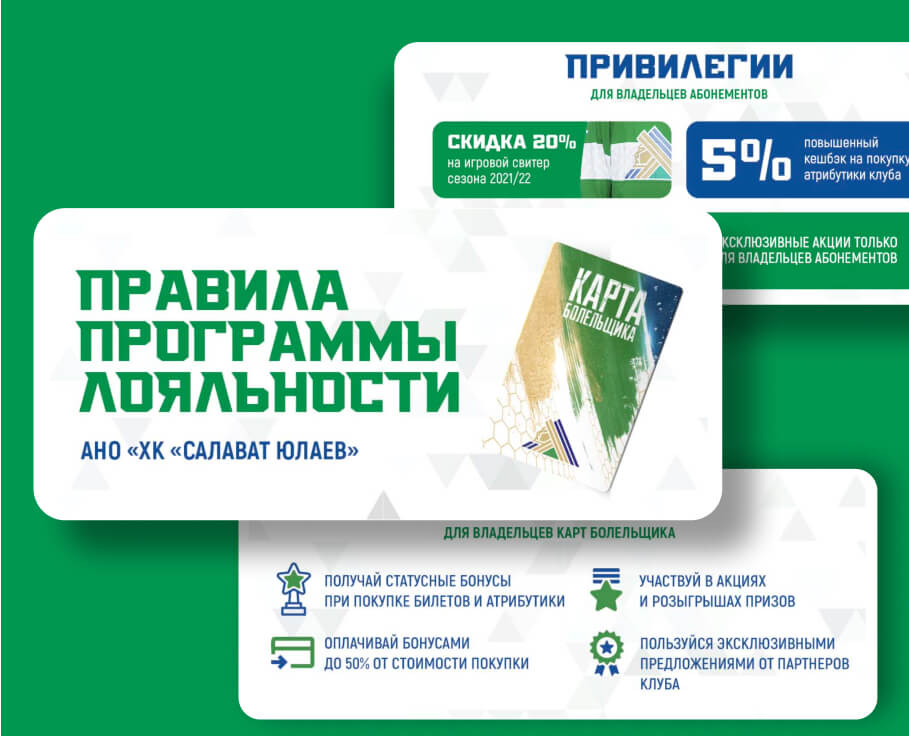 ПРИВИЛЕГИИ
ДЛЯ ВЛАДЕЛЬЦЕВ АБОНЕМЕНТОВ
СКИДКА 20%
на игровой свитер
сезона 2021/22
5%
повышенный
кешбэк на покупку
атрибутики клуба
КСКЛЮЗИВНЫЕ АКЦИИ ТОЛЬКО
ЛЯ ВЛАДЕЛЬЦЕВ АБОНЕМЕНТОВ
ПРАВИЛА
ПРОГРАММЫ
ЛОЯЛЬНОСТИ
АНО «ХК «САЛАВАТ ЮЛАЕВ»
КАРТА
БОЛЕЛЬЩИКА
ДЛЯ ВЛАДЕЛЬЦЕВ КАРТ БОЛЕЛЬЩИКА
ПОЛУЧАЙ СТАТУСНЫЕ БОНУСЫ
ПРИ ПОКУПКЕ БИЛЕТОВ И АТРИБУТИКИ
УЧАСТВУЙ В АКЦИЯХ
И РОЗЫГРЫШАХ ПРИЗОВ
ОПЛАЧИВАЙ БОНУСАМИ
ДО 50% ОТ СТОИМОСТИ ПОКУПКИ
ПОЛЬЗУЙСЯ ЭКСКЛЮЗИВНЫМИ
ПРЕДЛОЖЕНИЯМИ ОТ ПАРТНЕРОВ
КЛУБА